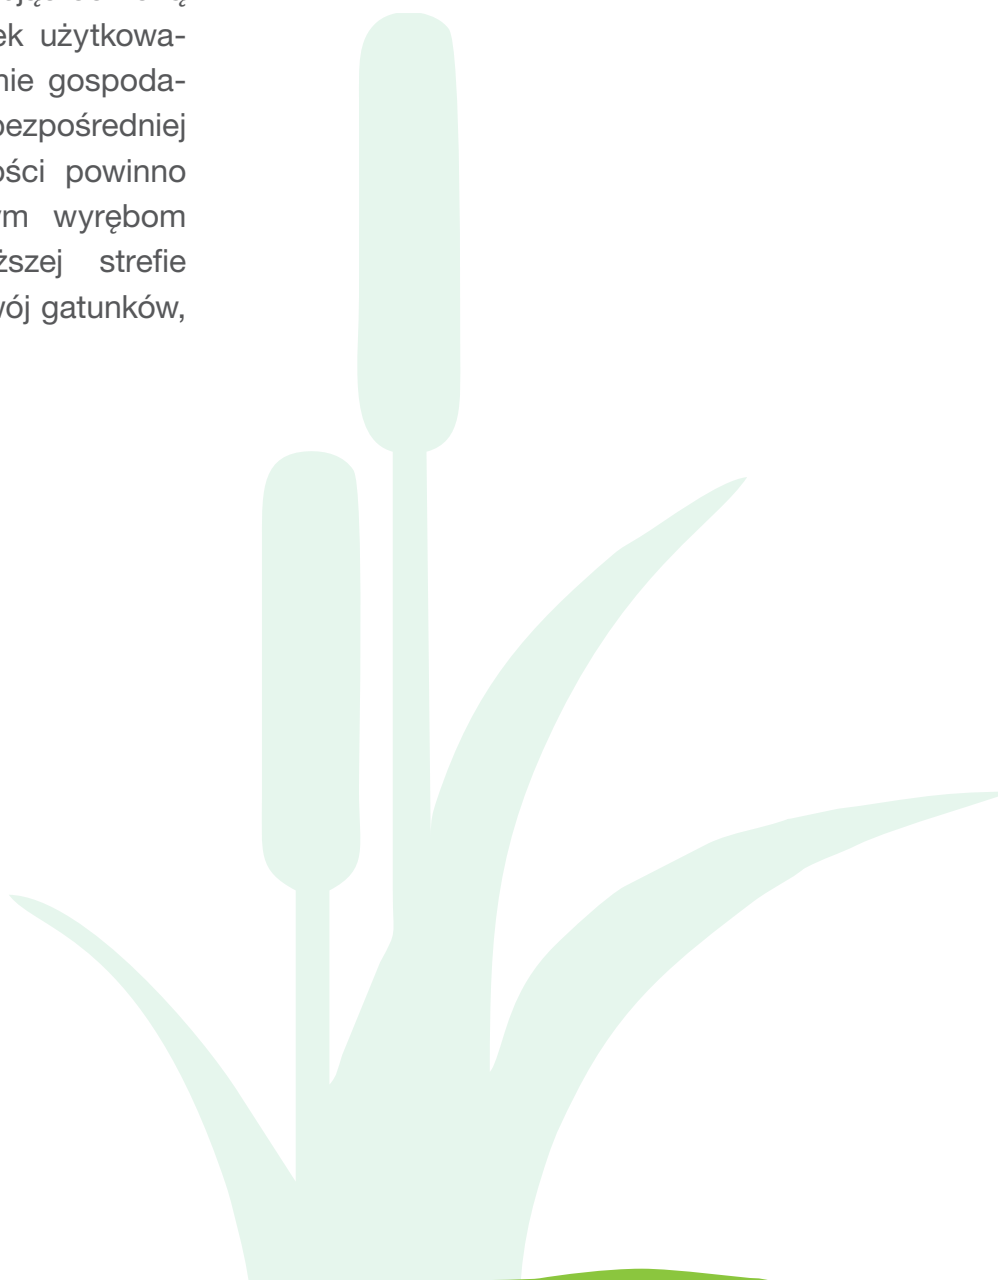 ek użytkowa-
nie gospoda-
bezpośredniej
ości powinno
ym wyrębom
ższej strefie
wój gatunków,